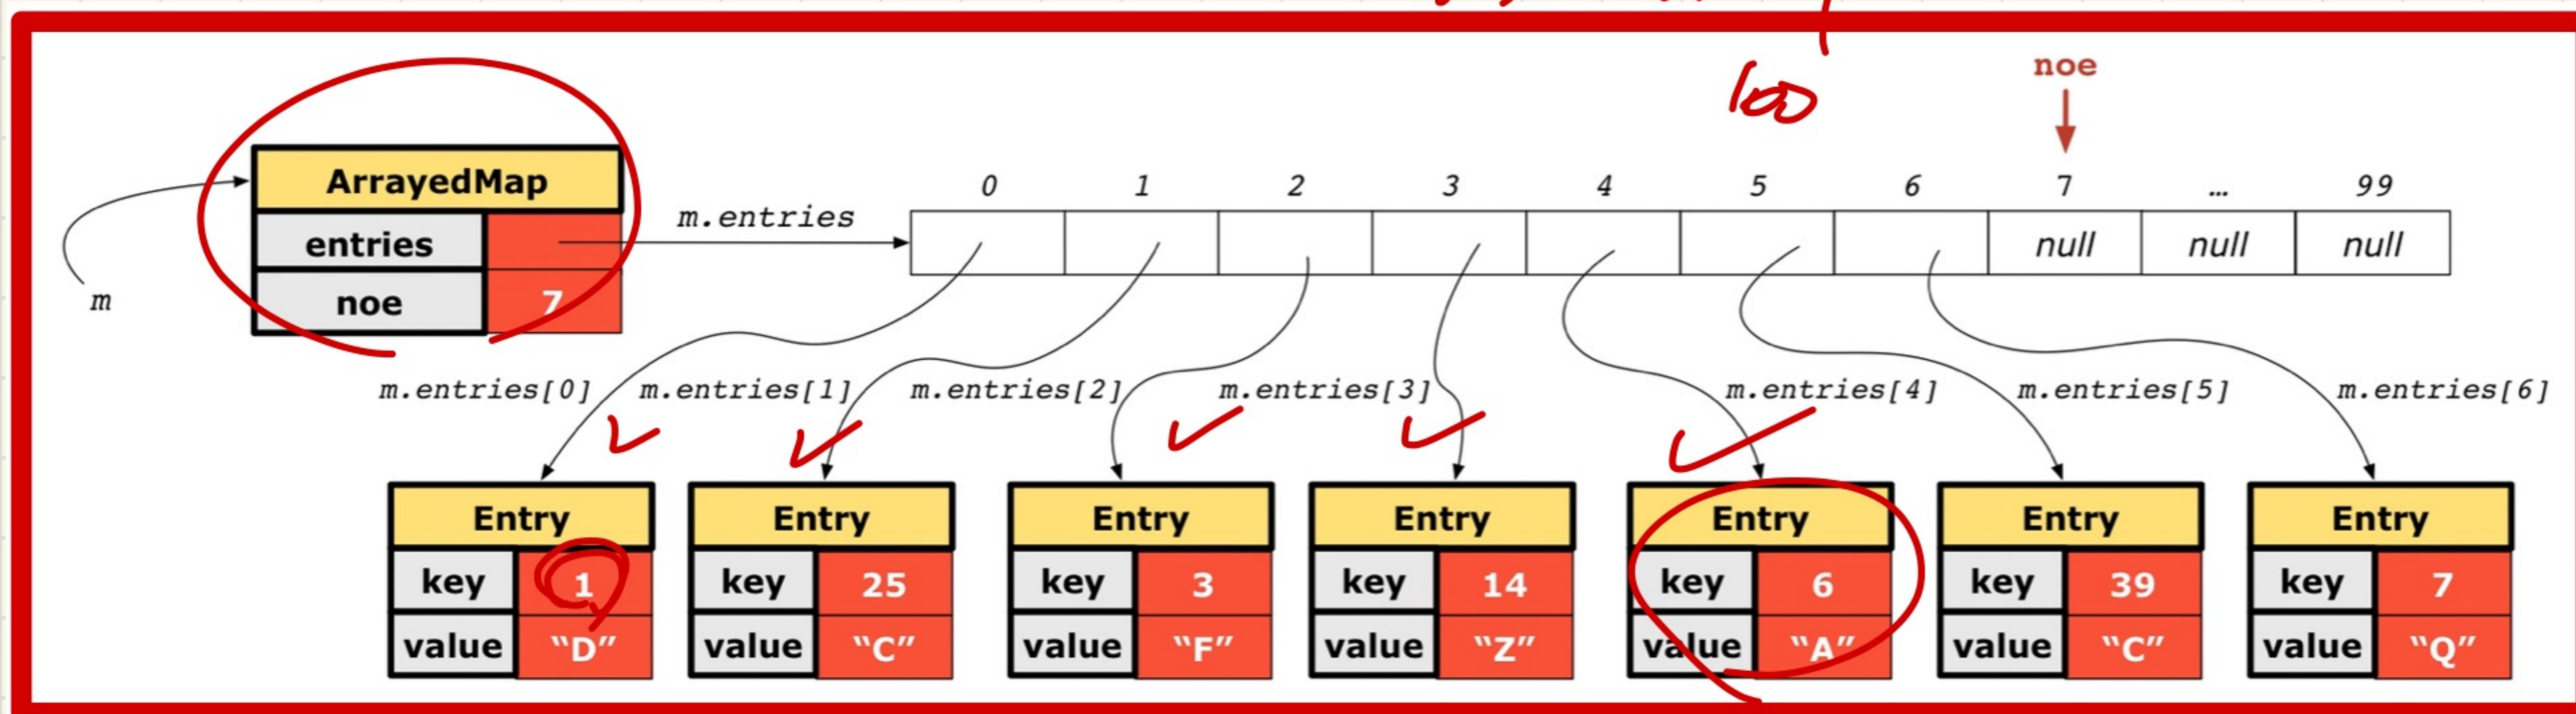 100
noe
ArrayedMap
entries
noe 7
m
m.entries
0 1 2 3 4 5 6 7 … 99
null null null
m.entries[0] m.entries[1] m.entries[2] m.entries[3] m.entries[4] m.entries[5] m.entries[6]
Entry Entry Entry Entry Entry Entry Entry
key 1 key 25 key 3 key 14 key 6 key 39 key 7
value “D” value “C” value “F” value “Z” value “A” value “C” value “Q”